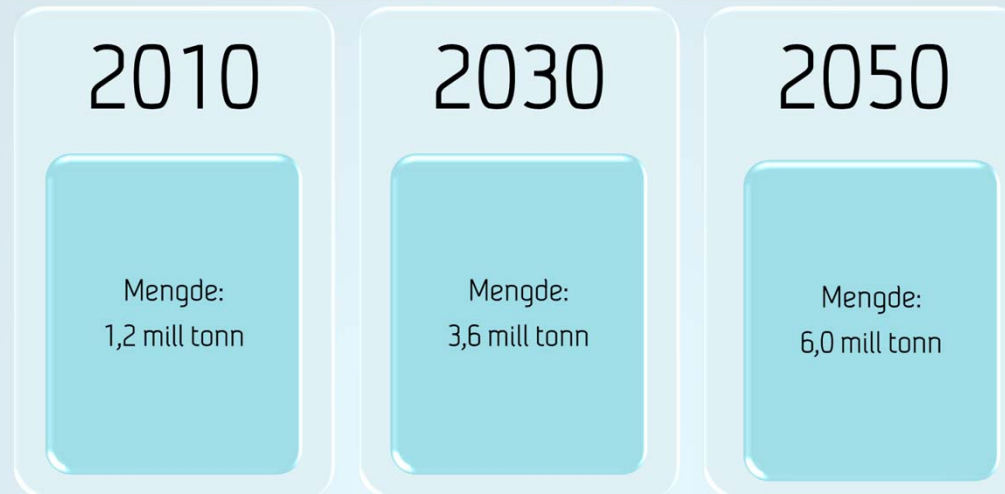 2010
Mengde:
1,2 mill tonn
2030
Mengde:
3,6 mill tonn
2050
Mengde:
6,0 mill tonn